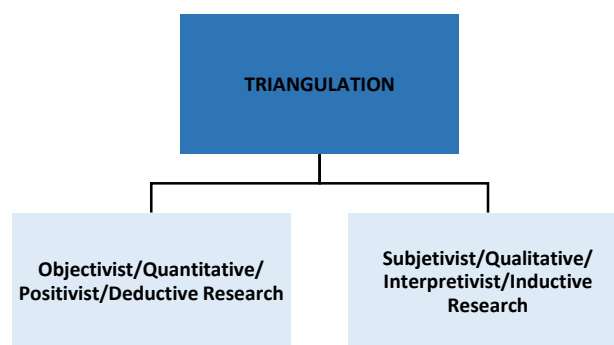 TRIANGULATION
Objectivist/Quantitative/
Positivist/Deductive Research
Subjetivist/Qualitative/
Interpretivist/Inductive
Research